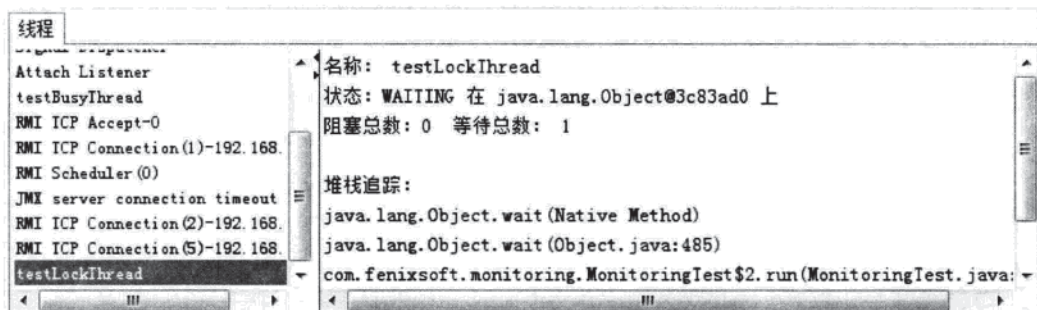 线程
Signal Dispatcher
Attach Listener
testBusyThread
RMI TCP Accept-0
RMI TCP Connection(1)-192.168.
RMI Scheduler(0)
JMX server connection timeout
RMI TCP Connection(2)-192.168.
RMI TCP Connection(5)-192.168.
testLockThread
名称： testLockThread
状态：WAITING 在 java.lang.Object@3c83ad0 上
阻塞总数：0 等待总数： 1
堆栈追踪：
java.lang.Object.wait(Native Method)
java.lang.Object.wait(Object.java:485)
com.fenixsoft.monitoring.MonitoringTest$2.run(MonitoringTest.java: